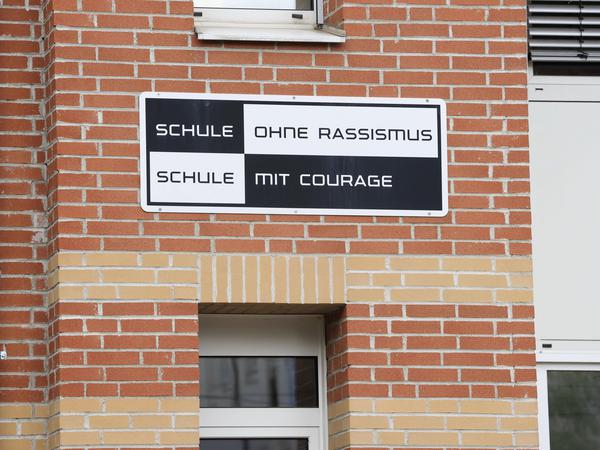 SCHULE OHNE RASSISMUS
SCHULE MIT COURAGE